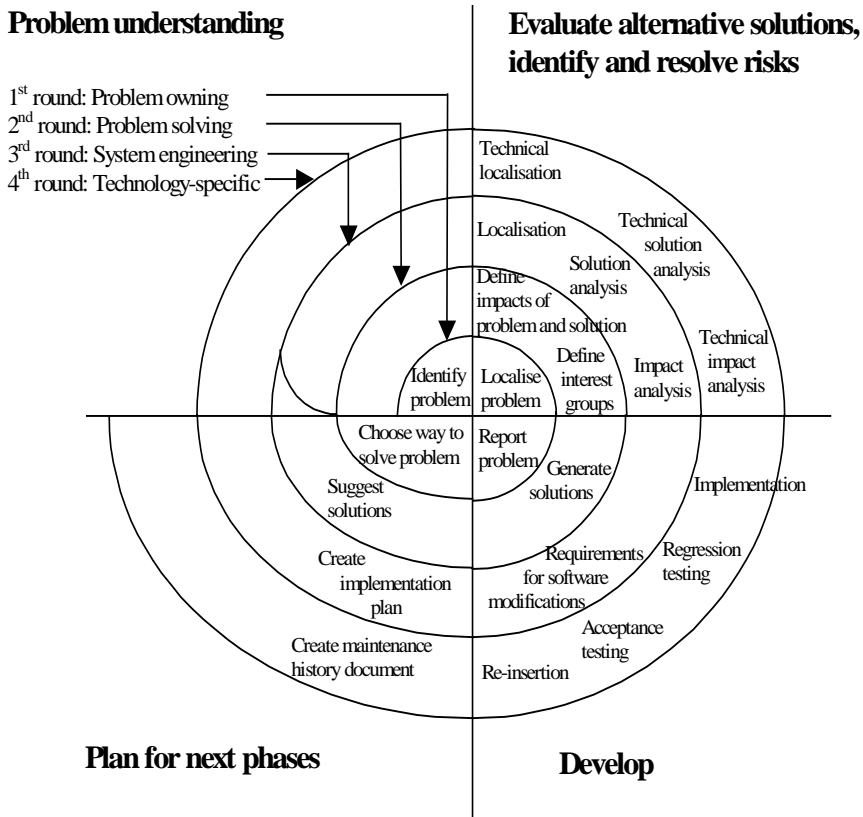 Problem understanding
Evaluate alternative solutions,
identify and resolve risks
1st round: Problem owning
2nd round: Problem solving
3rd round: System engineering
4th round: Technology-specific
Technical
localisation
Technical
solution
analysis
Technical
impact
analysis
Localisation
Solution
analysis
Impact
analysis
Define
impacts of
problem and solution
Define
interest
groups
Identify
problem
Localise
problem
Choose way to
solve problem
Report
problem
Suggest
solutions
Generate
solutions
Create
implementation
plan
Requirements
for software
modifications
Implementation
Regression
testing
Acceptance
testing
Re-insertion
Create maintenance
history document
Plan for next phases
Develop